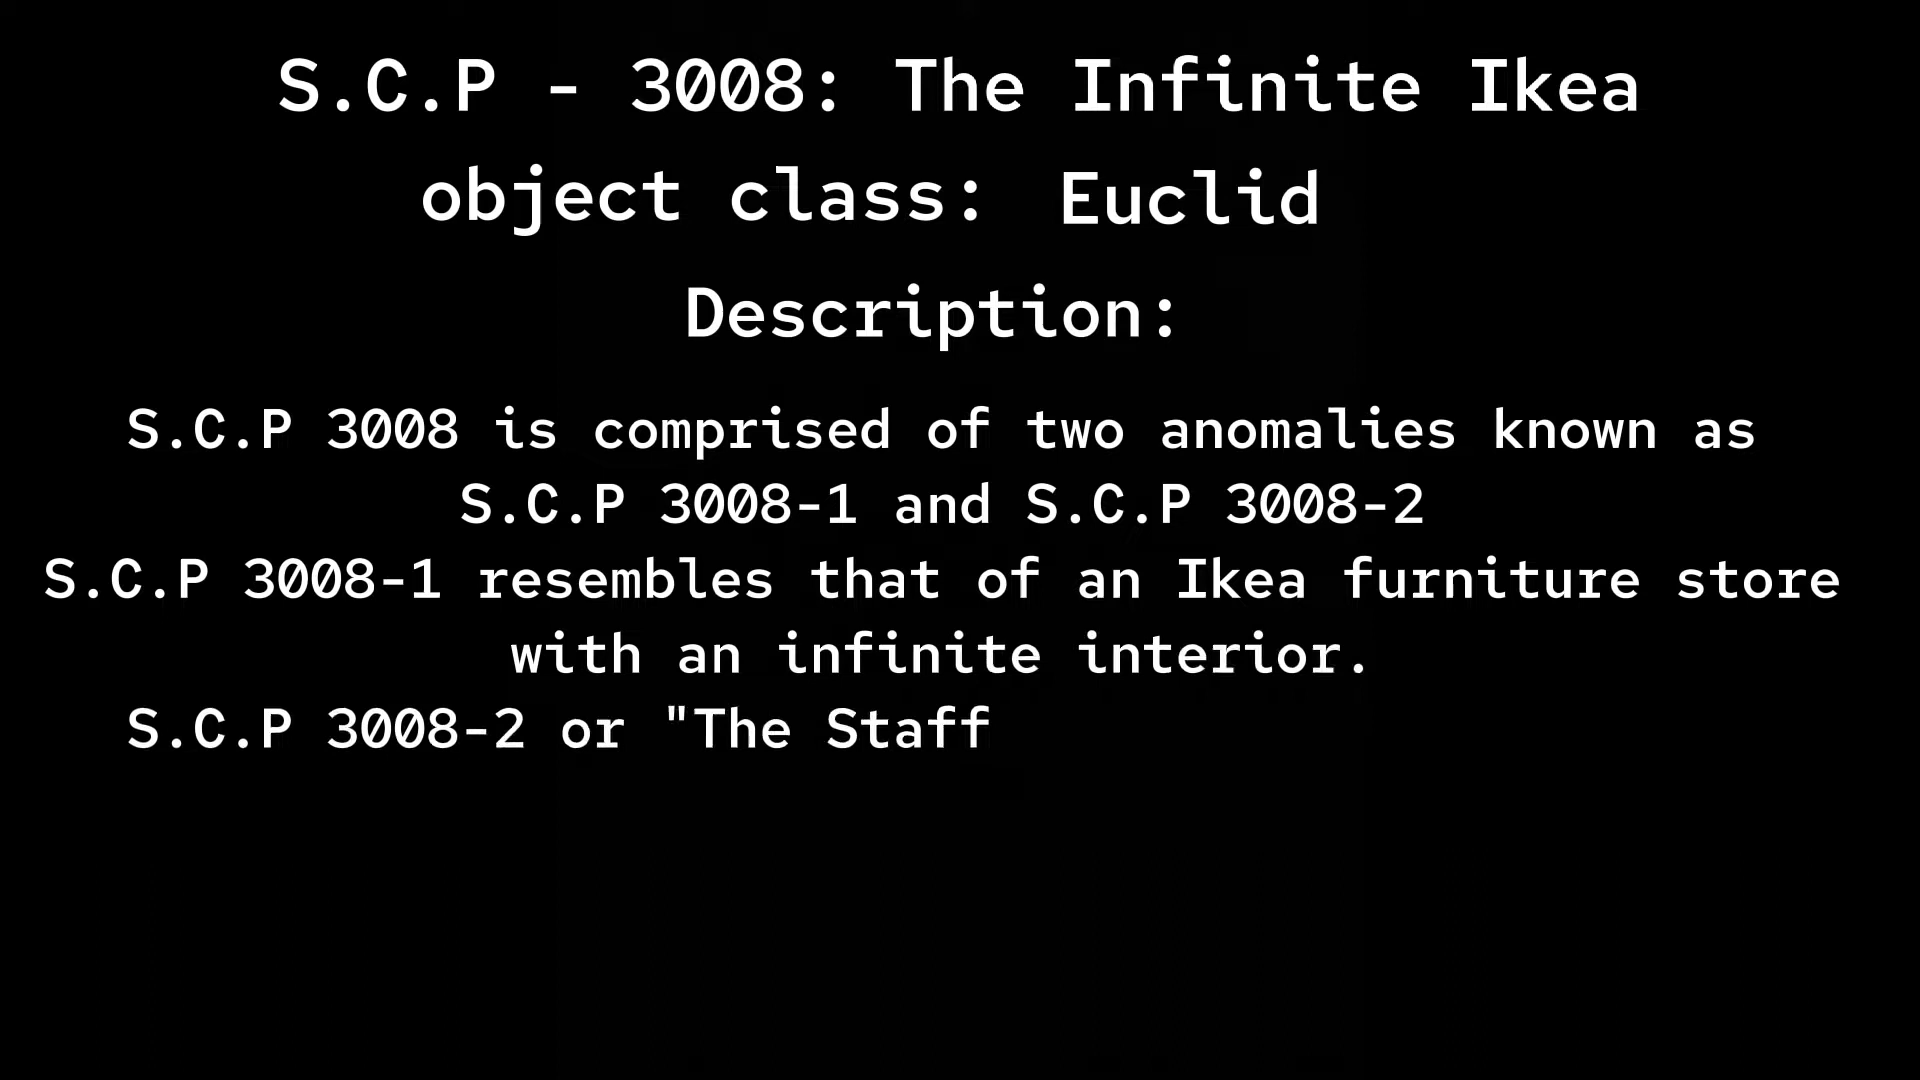 S.C.P - 3008: The Infinite Ikea
object class: Euclid
Description:
S.C.P 3008 is comprised of two anomalies known as
S.C.P 3008-1 and S.C.P 3008-2
S.C.P 3008-1 resembles that of an Ikea furniture store
with an infinite interior.
S.C.P 3008-2 or "The Staff